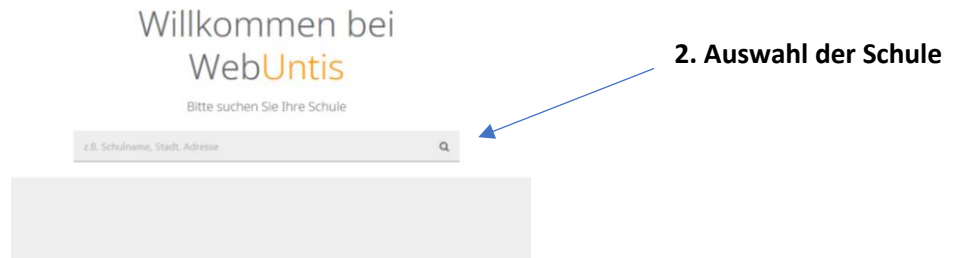 Willkommen bei
WebUntis
Bitte suchen Sie Ihre Schule
z.B. Schulname, Stadt, Adresse
2. Auswahl der Schule